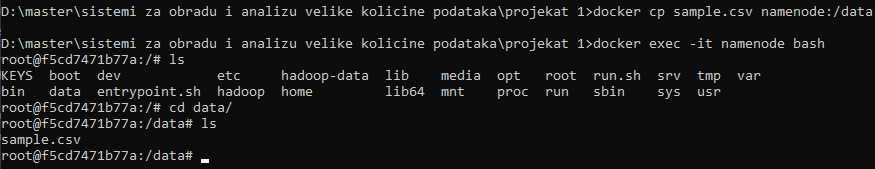 D:\master\sistemi za obradu i analizu velike kolicine podataka\projekat 1>docker cp sample.csv namenode:/data
D:\master\sistemi za obradu i analizu velike kolicine podataka\projekat 1>docker exec -it namenode bash
root@f5cd7471b77a:/# ls
KEYS  boot  dev            etc     hadoop-data  lib    media  opt   root  run.sh  srv  tmp  var
bin   data  entrypoint.sh  hadoop  home         lib64  mnt    proc  run   sbin    sys  usr
root@f5cd7471b77a:/# cd data/
root@f5cd7471b77a:/data# ls
sample.csv
root@f5cd7471b77a:/data#